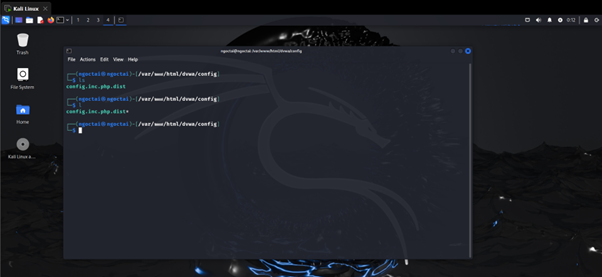 Kali Linux
1 2 3 4
0:12
Trash
File System
Home
Kali Linux a...
ngoctai@ngoctai: /var/www/html/dvwa/config
File Actions Edit View Help
┌──(ngoctai㉿ngoctai)-[/var/www/html/dvwa/config]
└─$ ls
config.inc.php.dist
┌──(ngoctai㉿ngoctai)-[/var/www/html/dvwa/config]
└─$ l
config.inc.php.dist*
┌──(ngoctai㉿ngoctai)-[/var/www/html/dvwa/config]
└─$